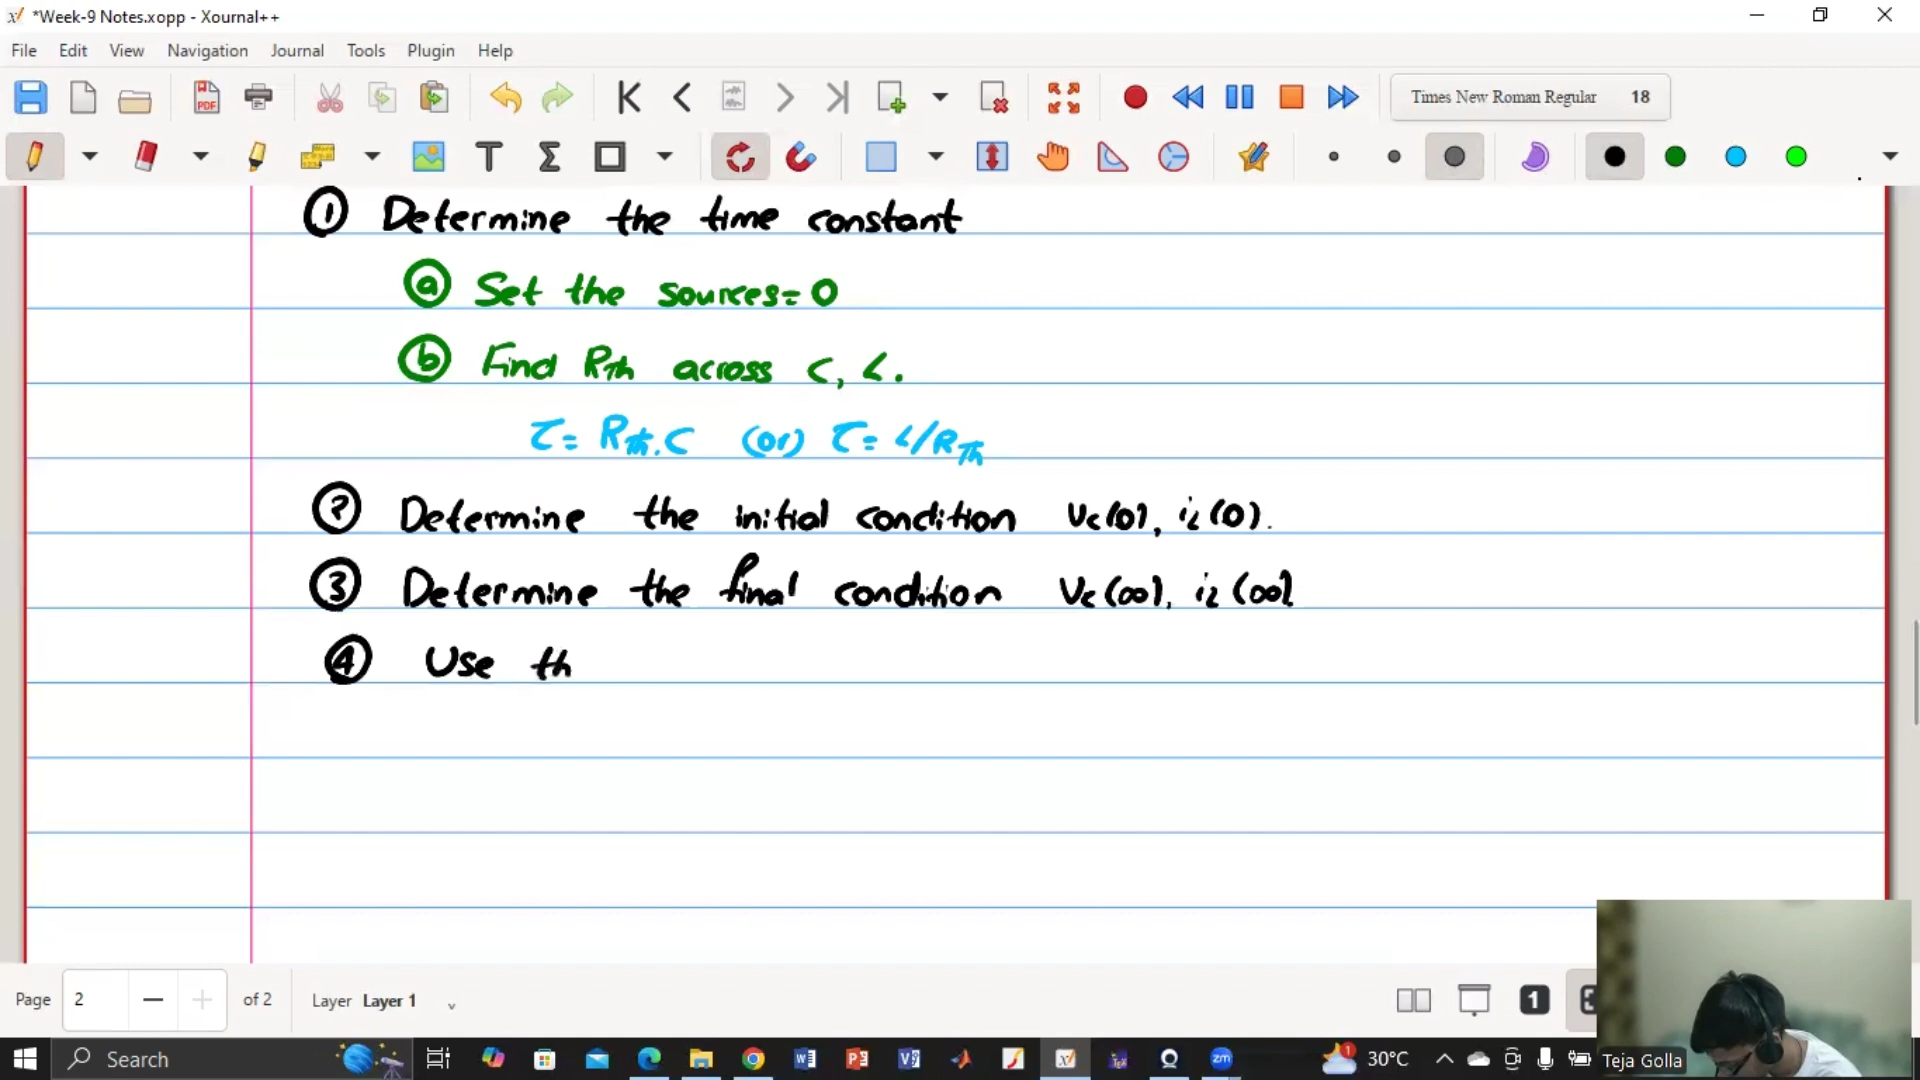 *Week-9 Notes.xopp - Xournal++
File Edit View Navigation Journal Tools Plugin Help
PDF Times New Roman Regular 18
① Determine the time constant
ⓐ Set the sources = 0
ⓑ Find RTh across C, L.
τ = Rth.C (or) τ = L/RTh
② Determine the initial condition Vc(0), iL(0).
③ Determine the final condition Vc(∞), iL(∞)
④ Use th
Page 2 of 2 Layer Layer 1 1
Search 30°C Teja Golla